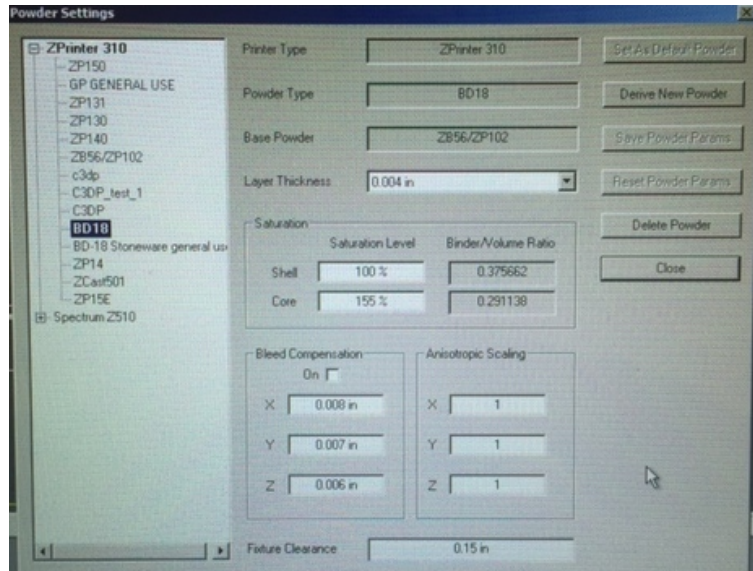 Powder Settings
ZPrinter 310
ZP150
GP GENERAL USE
ZP131
ZP130
ZP140
ZB56/ZP102
c3dp
C3DP_test_1
C3DP
BD18
BD-18 Stoneware general us
ZP14
ZCast501
ZP15E
Spectrum Z510
Printer Type
ZPrinter 310
Set As Default Powder
Powder Type
BD18
Derive New Powder
Base Powder
ZB56/ZP102
Save Powder Params
Layer Thickness
0.004 in
Reset Powder Params
Delete Powder
Close
Saturation
Saturation Level Binder/Volume Ratio
Shell 100 % 0.375662
Core 155 % 0.291138
Bleed Compensation
On
X 0.008 in
Y 0.007 in
Z 0.006 in
Anisotropic Scaling
X 1
Y 1
Z 1
Fixture Clearance 0.15 in